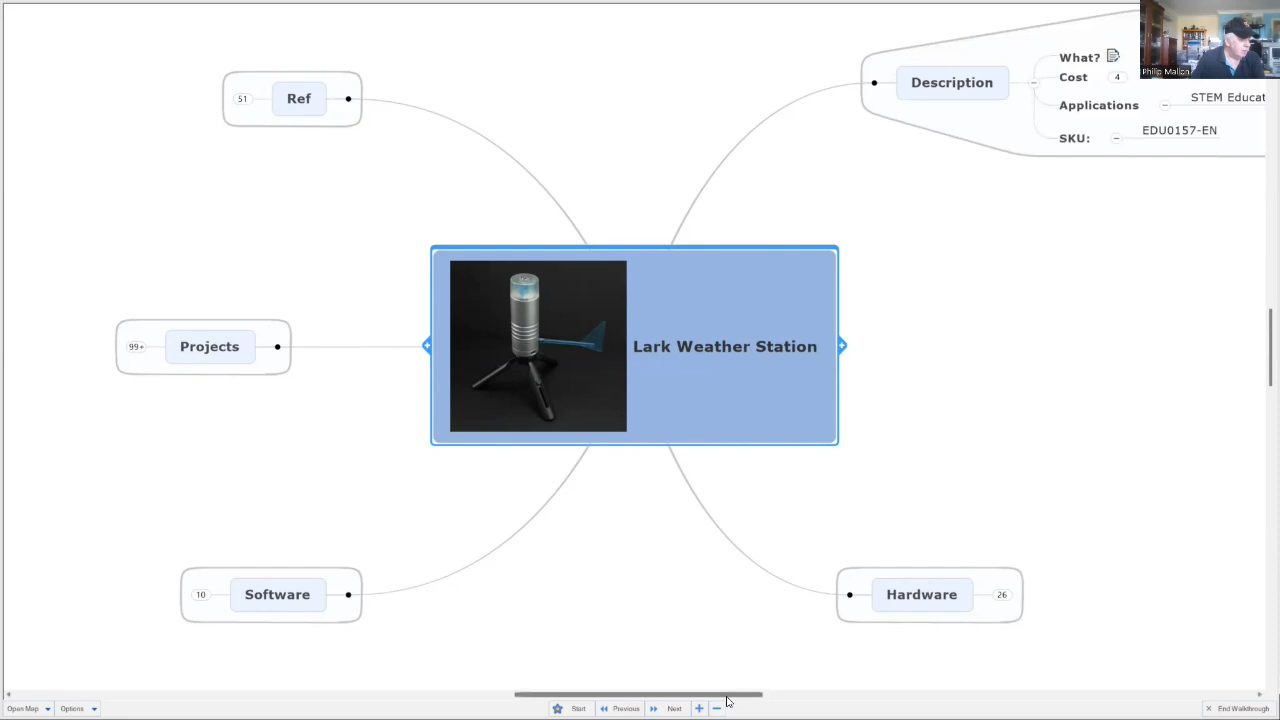 Philip Mallon
What?
Cost 4
Description
Applications
STEM Educat
SKU:
EDU0157-EN
51 Ref
99+ Projects
Lark Weather Station
10 Software
Hardware 26
Open Map
Options
Start
Previous
Next
End Walkthrough